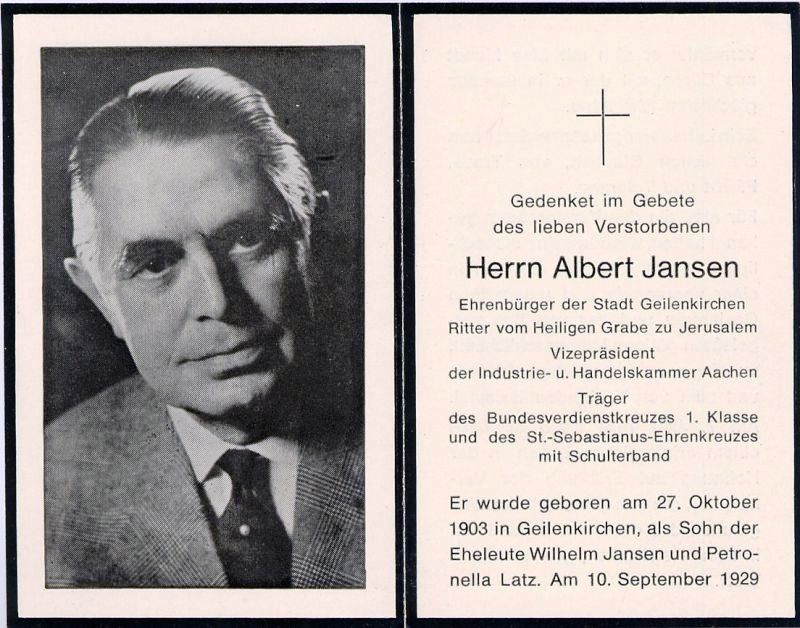 Gedenket im Gebete
des lieben Verstorbenen
Herrn Albert Jansen
Ehrenbürger der Stadt Geilenkirchen
Ritter vom Heiligen Grabe zu Jerusalem
Vizepräsident
der Industrie- u. Handelskammer Aachen
Träger
des Bundesverdienstkreuzes 1. Klasse
und des St.-Sebastianus-Ehrenkreuzes
mit Schulterband
Er wurde geboren am 27. Oktober
1903 in Geilenkirchen, als Sohn der
Eheleute Wilhelm Jansen und Petro-
nella Latz. Am 10. September 1929